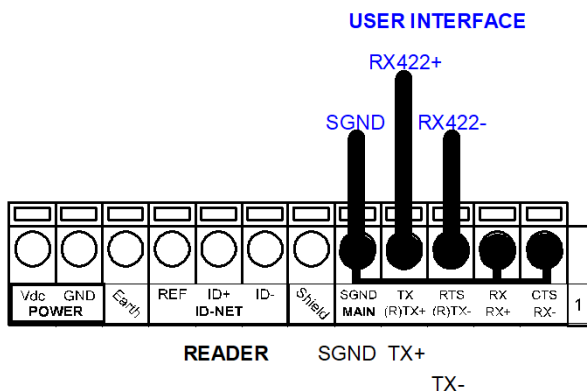 USER INTERFACE
RX422+
SGND RX422-
Vdc GND Earth REF ID+ ID- Shield SGND TX RTS RX CTS
POWER ID-NET MAIN (R)TX+ (R)TX- RX+ RX- 1
READER SGND TX+
TX-